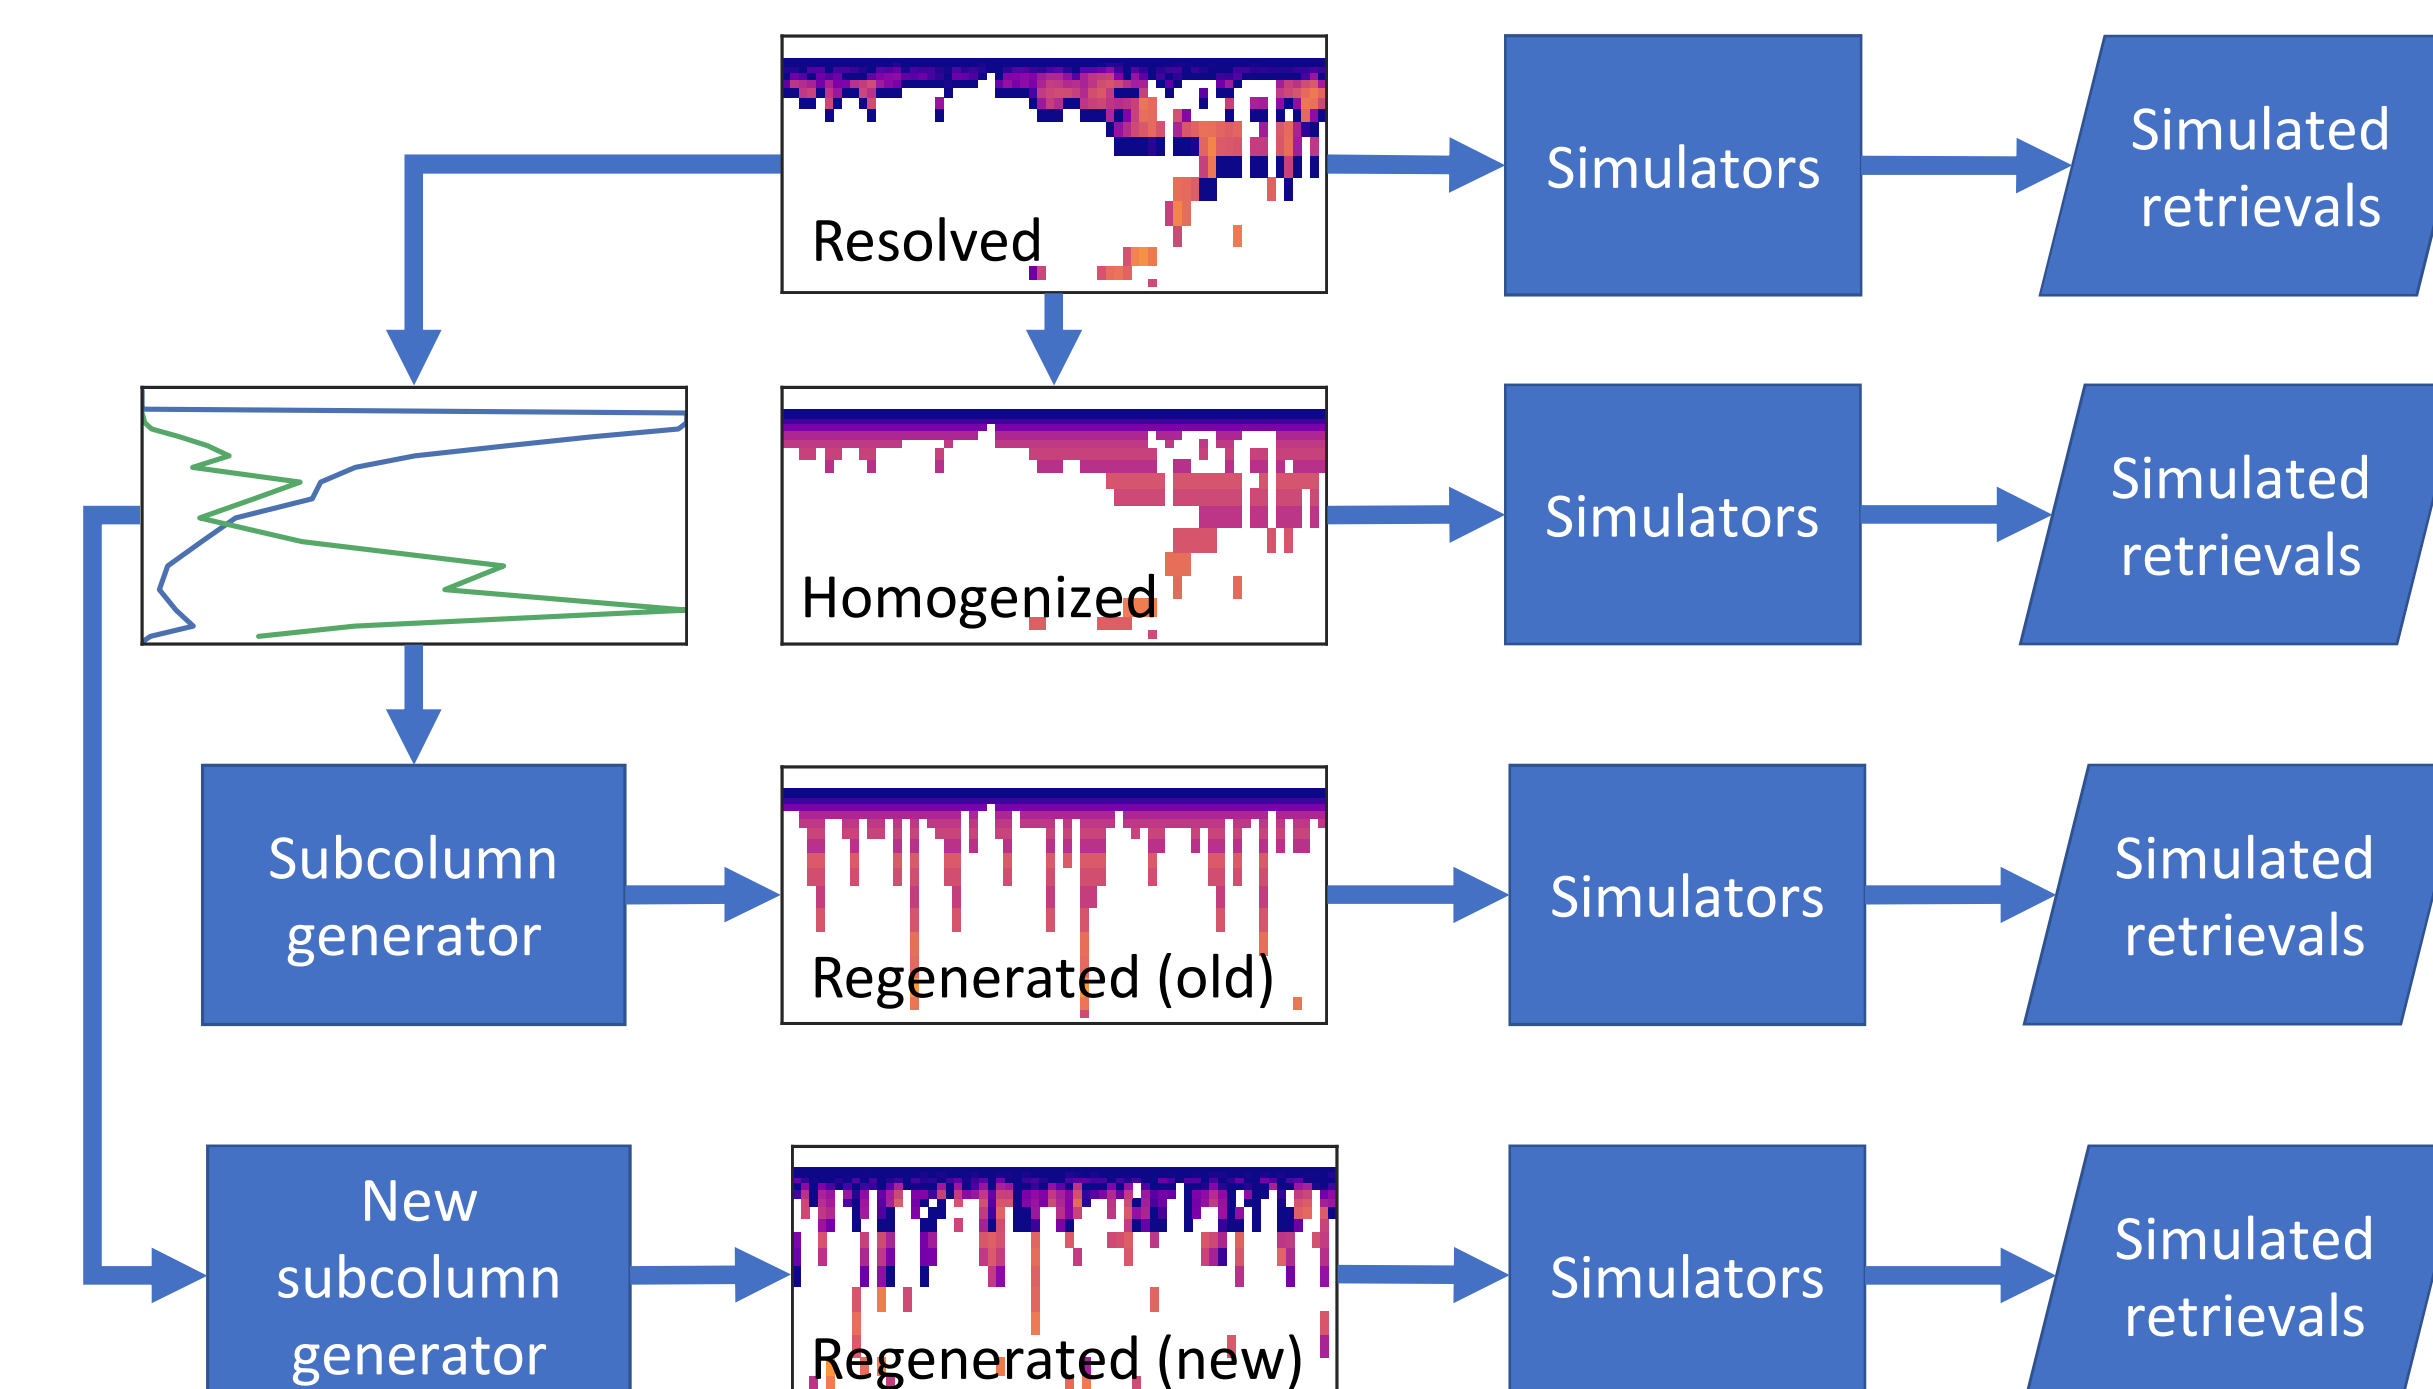 Resolved
Simulators
Simulated
retrievals
Homogenized
Simulators
Simulated
retrievals
Subcolumn
generator
Regenerated (old)
Simulators
Simulated
retrievals
New
subcolumn
generator
Regenerated (new)
Simulators
Simulated
retrievals